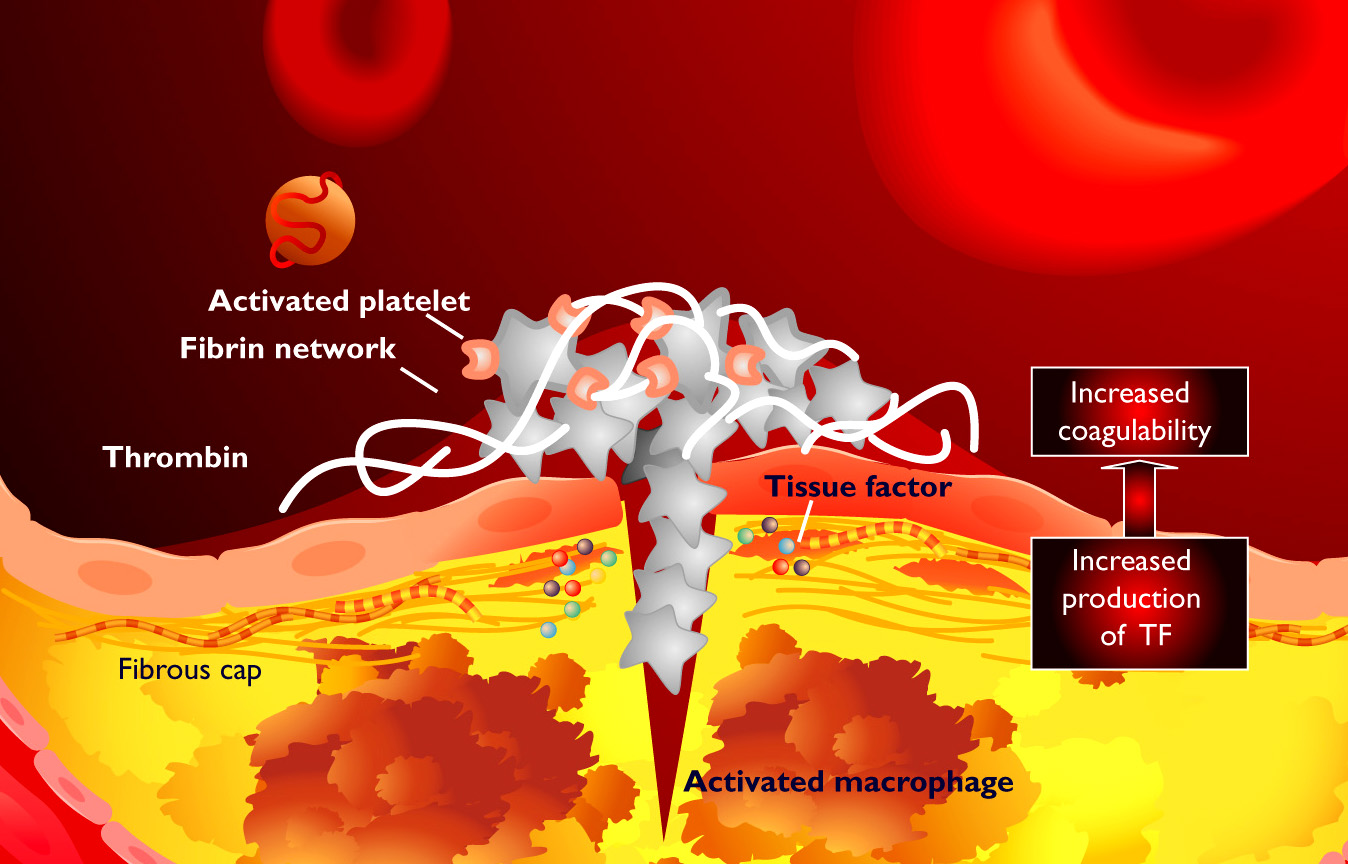 Activated platelet
Fibrin network
Thrombin
Tissue factor
Increased
coagulability
Increased
production
of TF
Fibrous cap
Activated macrophage